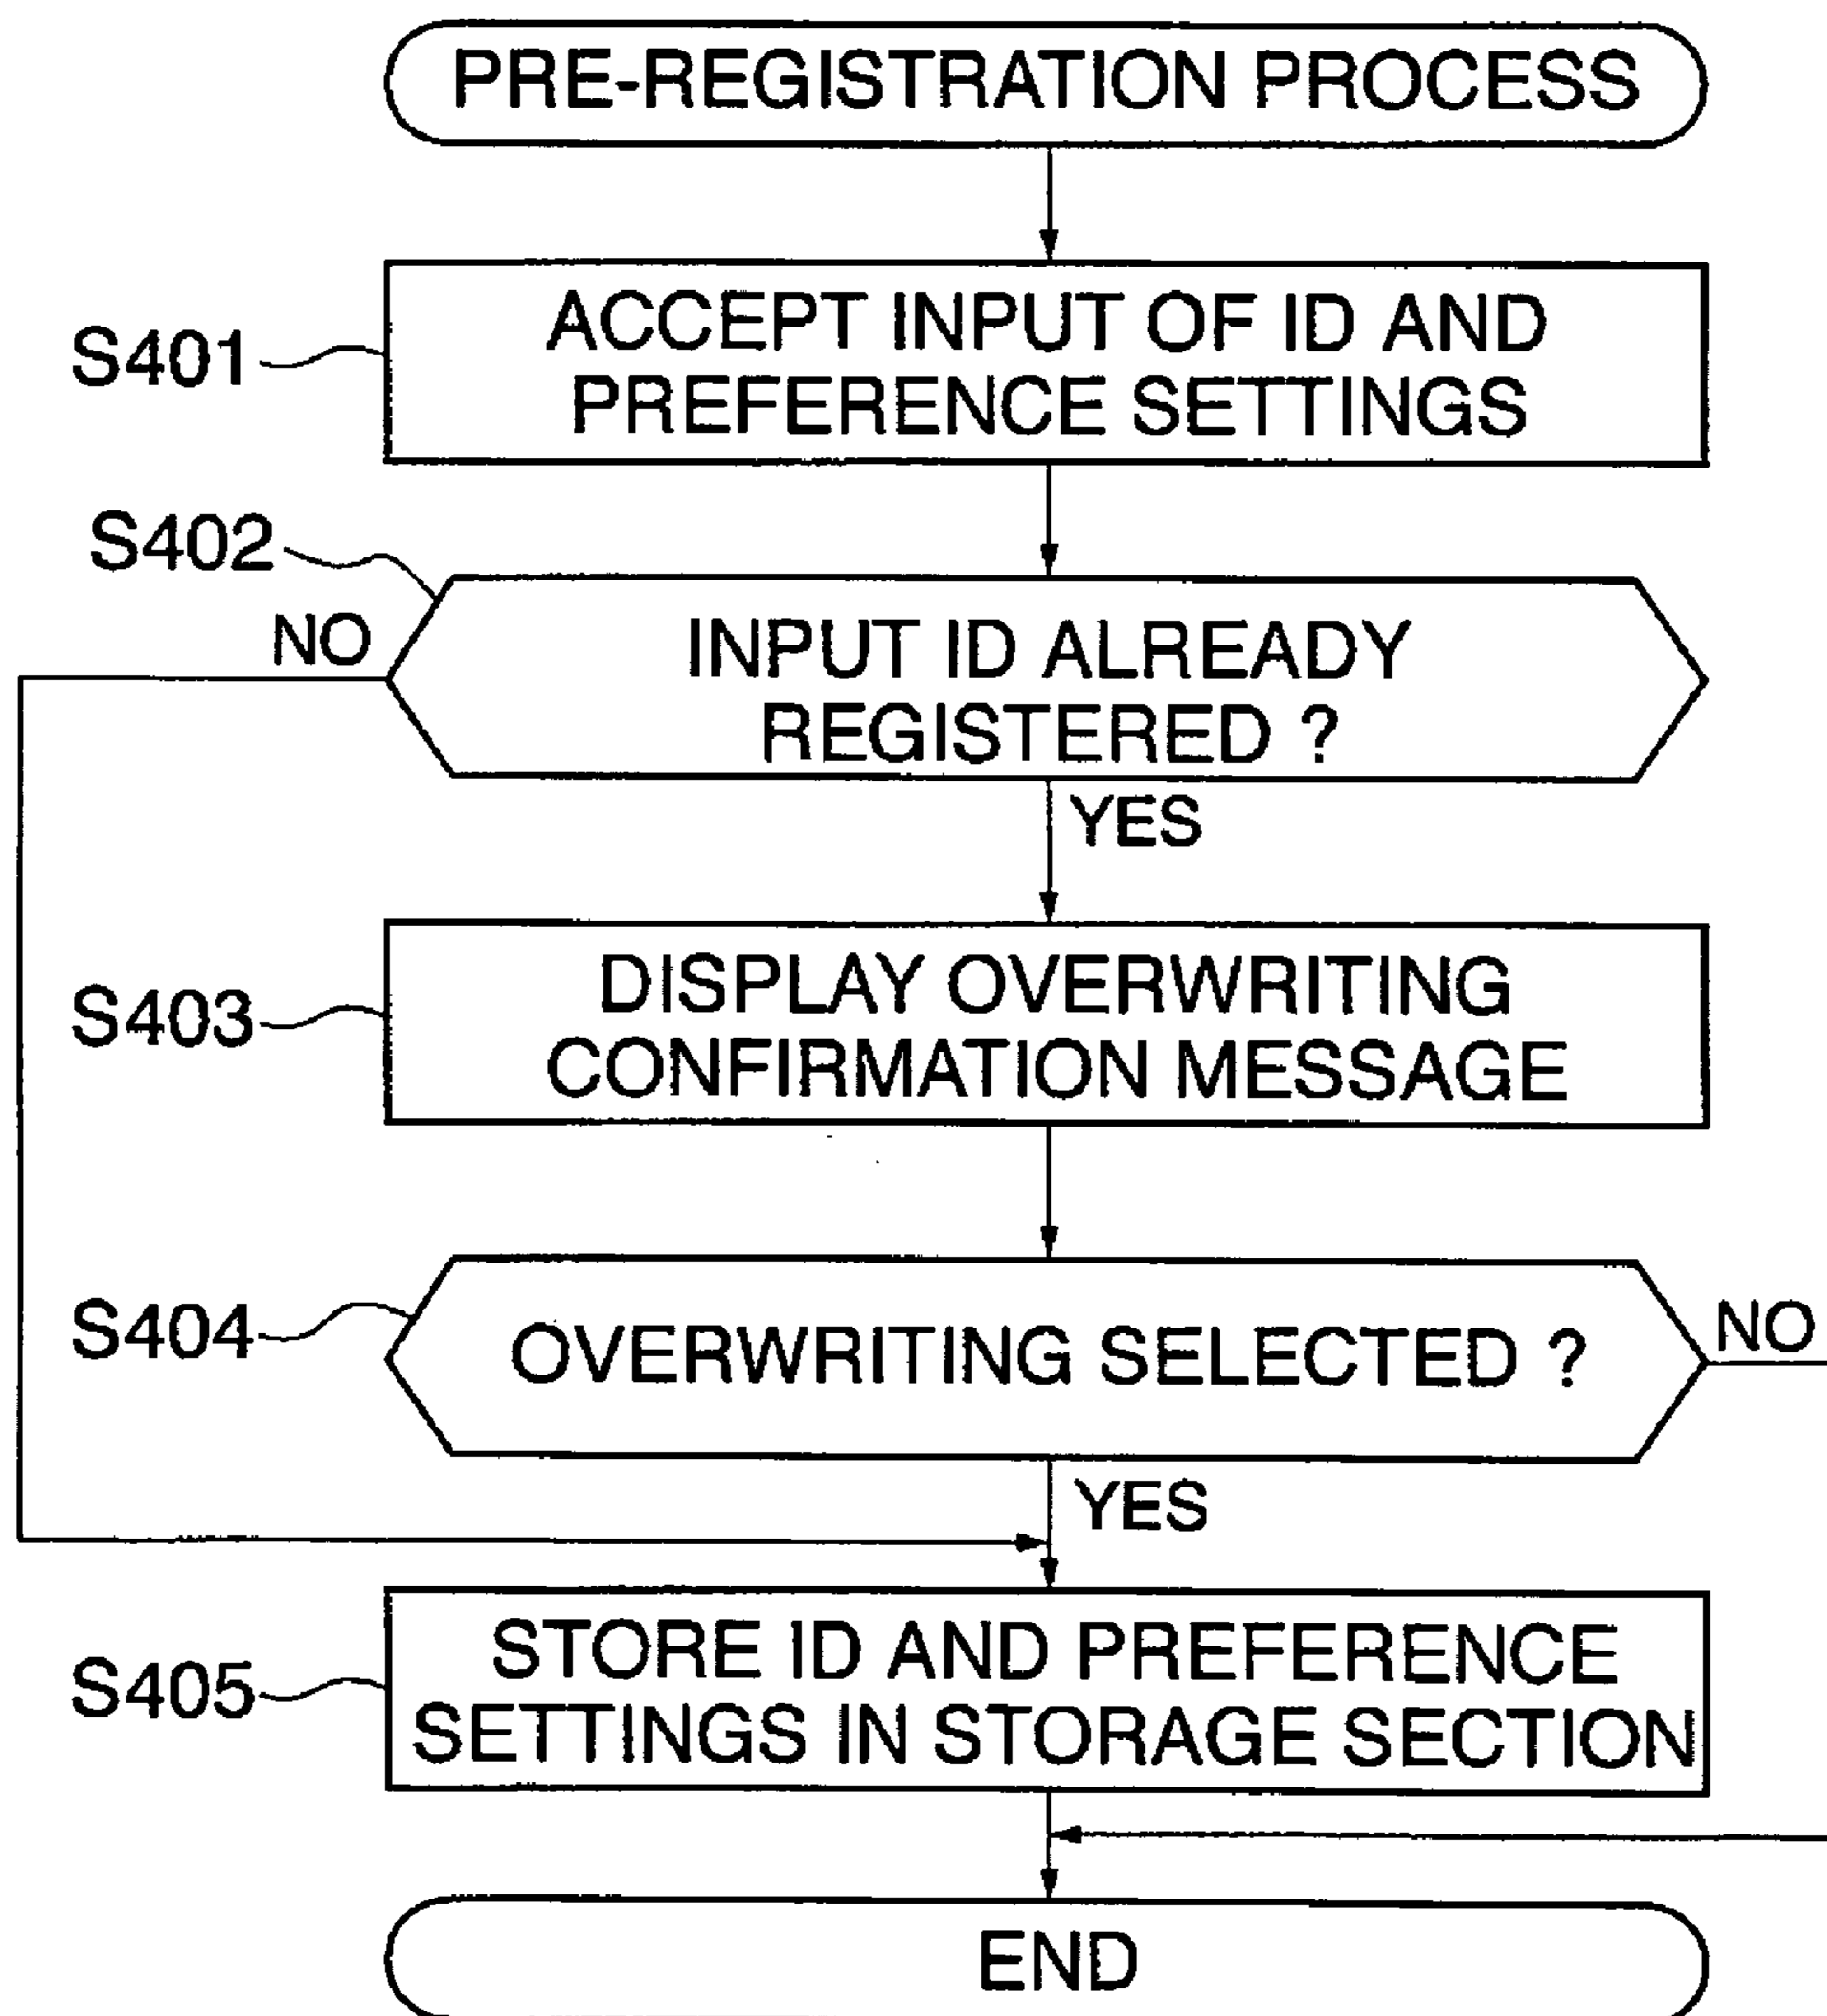 PRE-REGISTRATION PROCESS
S401
ACCEPT INPUT OF ID AND
PREFERENCE SETTINGS
S402
NO
INPUT ID ALREADY
REGISTERED ?
YES
S403
DISPLAY OVERWRITING
CONFIRMATION MESSAGE
S404
OVERWRITING SELECTED ?
NO
YES
S405
STORE ID AND PREFERENCE
SETTINGS IN STORAGE SECTION
END